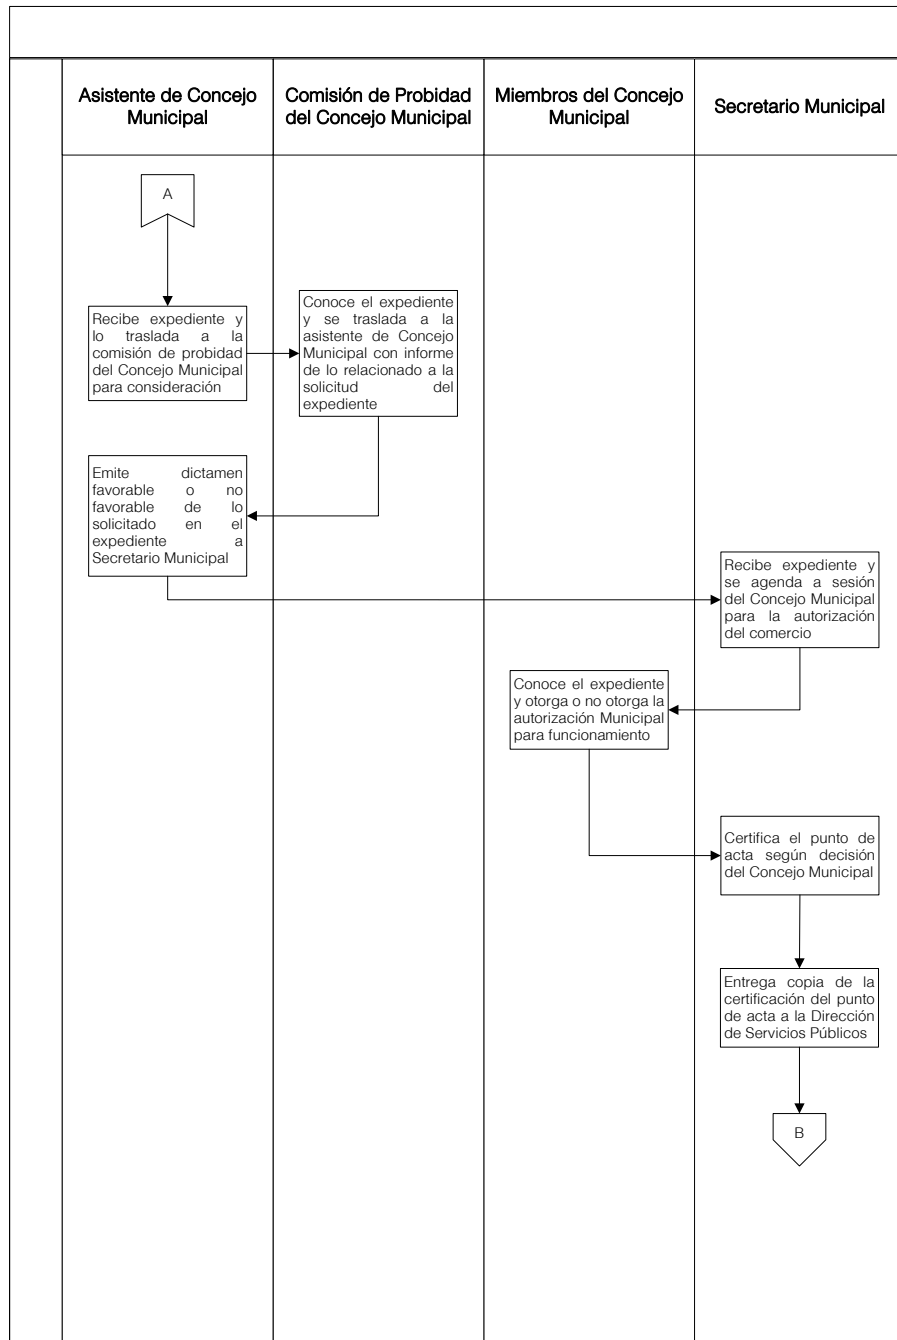 Asistente de Concejo
Municipal
Comisión de Probidad
del Concejo Municipal
Miembros del Concejo
Municipal
Secretario Municipal
A
Recibe expediente y
lo traslada a la
comisión de probidad
del Concejo Municipal
para consideración
Conoce el expediente
y se traslada a la
asistente de Concejo
Municipal con informe
de lo relacionado a la
solicitud del
expediente
Emite dictamen
favorable o no
favorable de lo
solicitado en el
expediente a
Secretario Municipal
Recibe expediente y
se agenda a sesión
del Concejo Municipal
para la autorización
del comercio
Conoce el expediente
y otorga o no otorga la
autorización Municipal
para funcionamiento
Certifica el punto de
acta según decisión
del Concejo Municipal
Entrega copia de la
certificación del punto
de acta a la Dirección
de Servicios Públicos
B